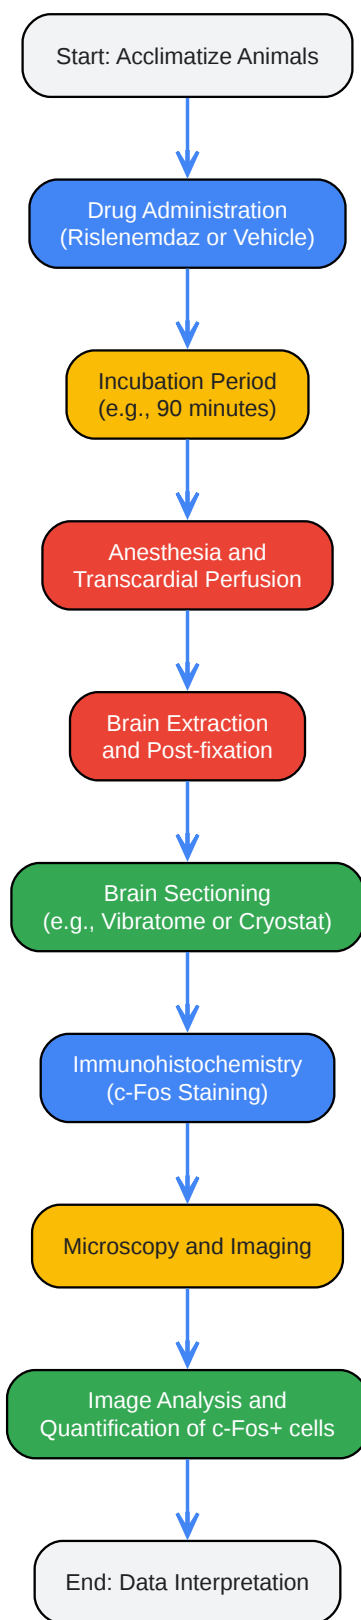 Start: Acclimatize Animals
Drug Administration
(Rislenemdaz or Vehicle)
Incubation Period
(e.g., 90 minutes)
Anesthesia and
Transcardial Perfusion
Brain Extraction
and Post-fixation
Brain Sectioning
(e.g., Vibratome or Cryostat)
Immunohistochemistry
(c-Fos Staining)
Microscopy and Imaging
Image Analysis and
Quantification of c-Fos+ cells
End: Data Interpretation